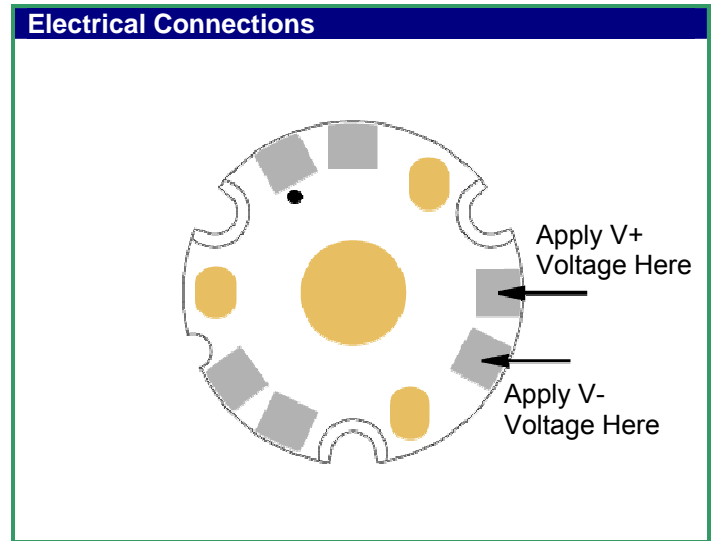 Electrical Connections
Apply V+
Voltage Here
Apply V-
Voltage Here